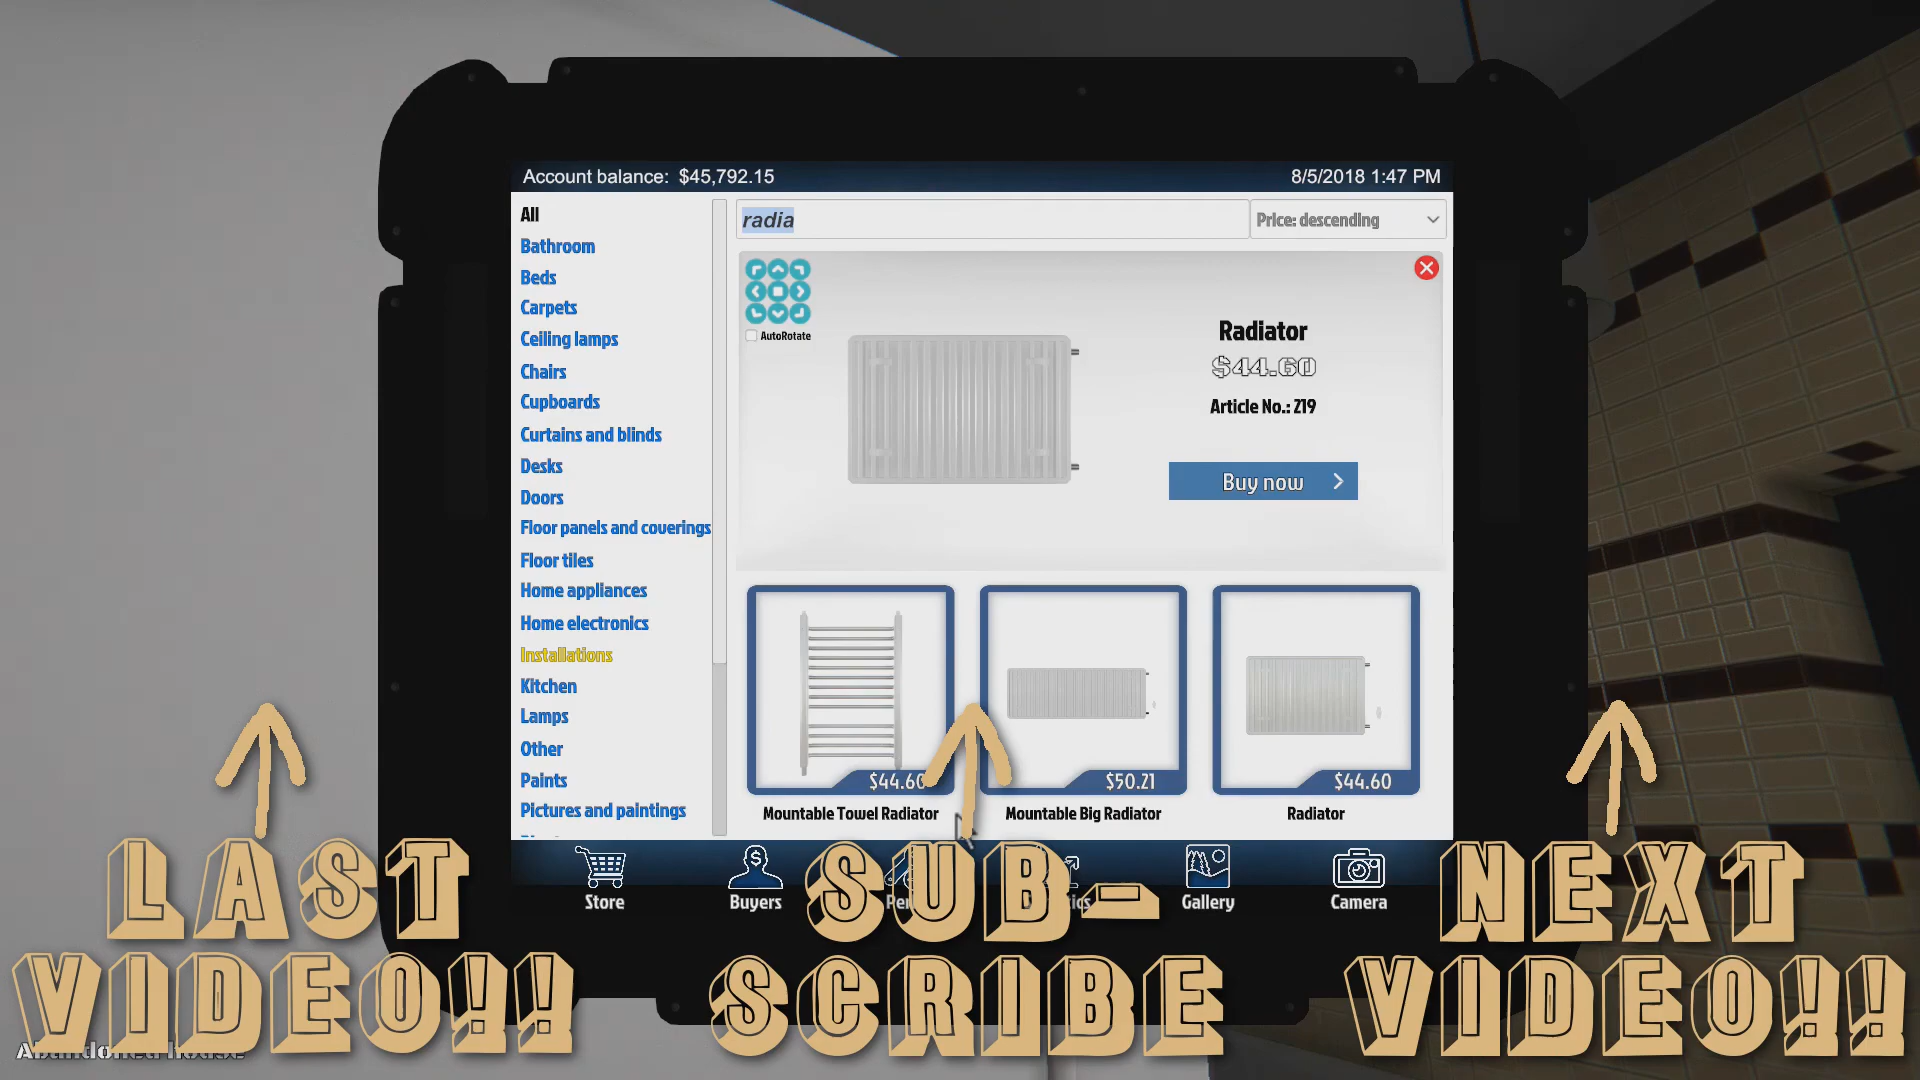 Account balance: $45,792.15
8/5/2018 1:47 PM
All
Bathroom
Beds
Carpets
Ceiling lamps
Chairs
Cupboards
Curtains and blinds
Desks
Doors
Floor panels and coverings
Floor tiles
Home appliances
Home electronics
Installations
Kitchen
Lamps
Other
Paints
Pictures and paintings
radia
Price: descending
AutoRotate
Radiator
$44.60
Article No.: 219
Buy now
$44.60
$50.21
$44.60
Mountable Towel Radiator
Mountable Big Radiator
Radiator
Store
Buyers
Gallery
Camera
LAST
VIDEO!!
SUB-
SCRIBE
NEXT
VIDEO!!
Abandoned house